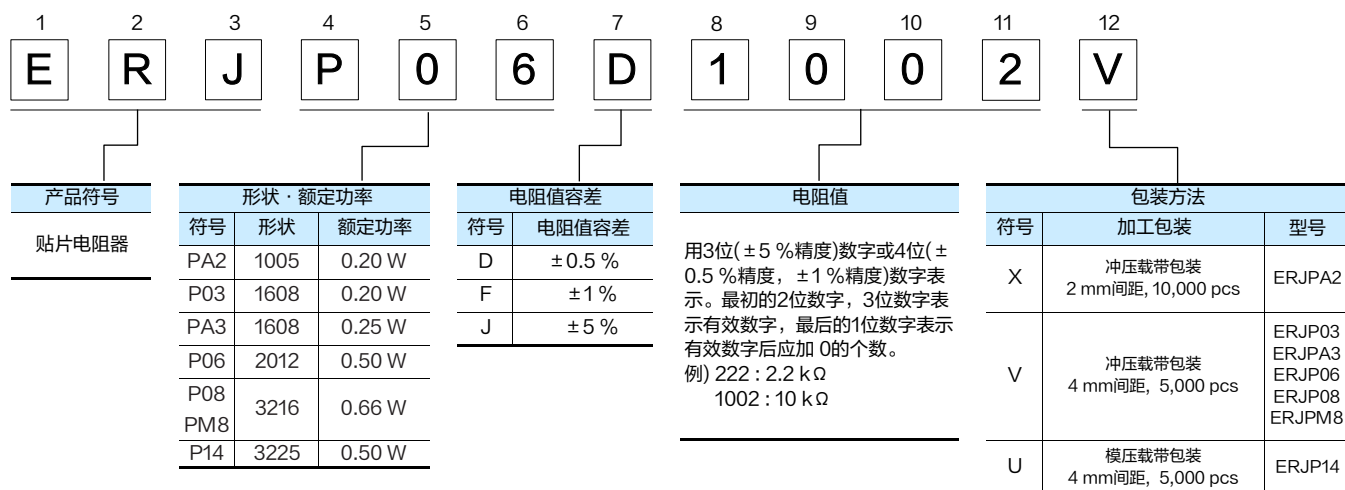 1 2 3 4 5 6 7 8 9 10 11 12
E R J P 0 6 D 1 0 0 2 V
产品符号
贴片电阻器
形状·额定功率
符号 形状 额定功率
PA2 1005 0.20 W
P03 1608 0.20 W
PA3 1608 0.25 W
P06 2012 0.50 W
P08
PM8 3216 0.66 W
P14 3225 0.50 W
电阻值容差
符号 电阻值容差
D ±0.5 %
F ±1 %
J ±5 %
电阻值
用3位(±5 %精度)数字或4位(±
0.5 %精度，±1 %精度)数字表
示。最初的2位数字，3位数字表
示有效数字，最后的1位数字表示
有效数字后应加 0的个数。
例) 222 : 2.2 kΩ
1002 : 10 kΩ
包装方法
符号 加工包装 型号
X 冲压载带包装
2 mm间距, 10,000 pcs ERJPA2
V 冲压载带包装
4 mm间距, 5,000 pcs
ERJP03
ERJPA3
ERJP06
ERJP08
ERJPM8
U 模压载带包装
4 mm间距, 5,000 pcs ERJP14